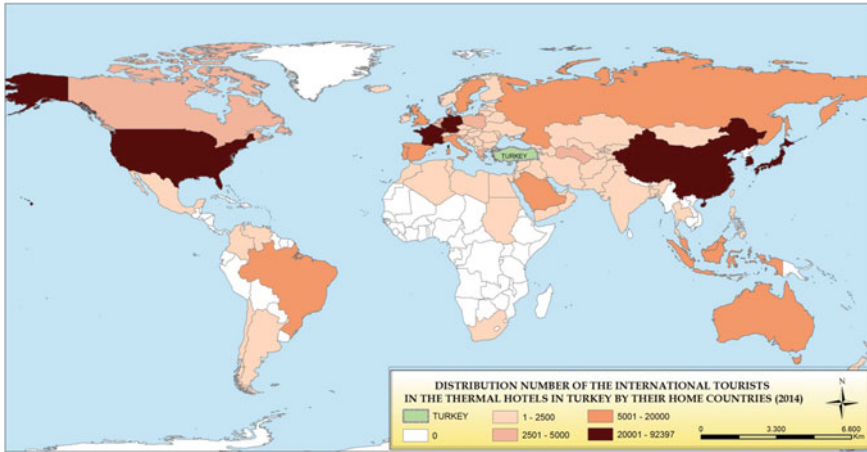 TURKEY
DISTRIBUTION NUMBER OF THE INTERNATIONAL TOURISTS
IN THE THERMAL HOTELS IN TURKEY BY THEIR HOME COUNTRIES (2014)
N
TURKEY
1 - 2500
5001 - 20000
0
2501 - 5000
20001 - 92397
0 3.300 6.600
Km